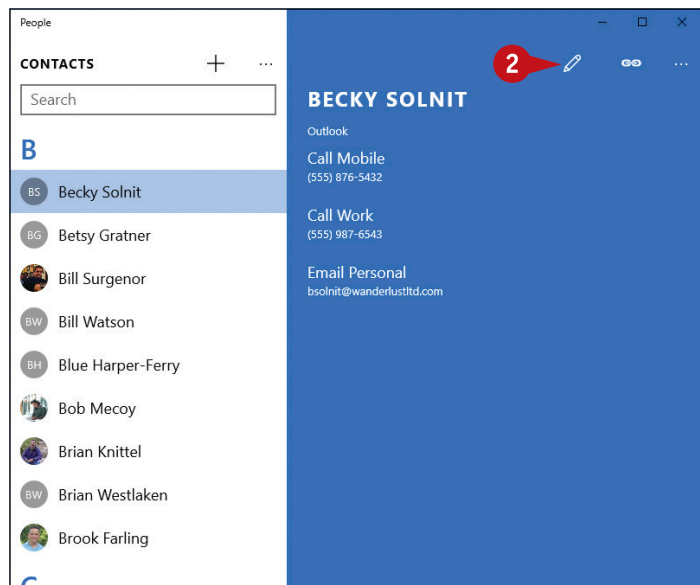 People
CONTACTS
Search
B
BS Becky Solnit
BG Betsy Gratner
Bill Surgenor
BW Bill Watson
BH Blue Harper-Ferry
Bob Mecoy
Brian Knittel
BW Brian Westlaken
Brook Farling
2
BECKY SOLNIT
Outlook
Call Mobile
(555) 876-5432
Call Work
(555) 987-6543
Email Personal
bsolnit@wanderlustltd.com